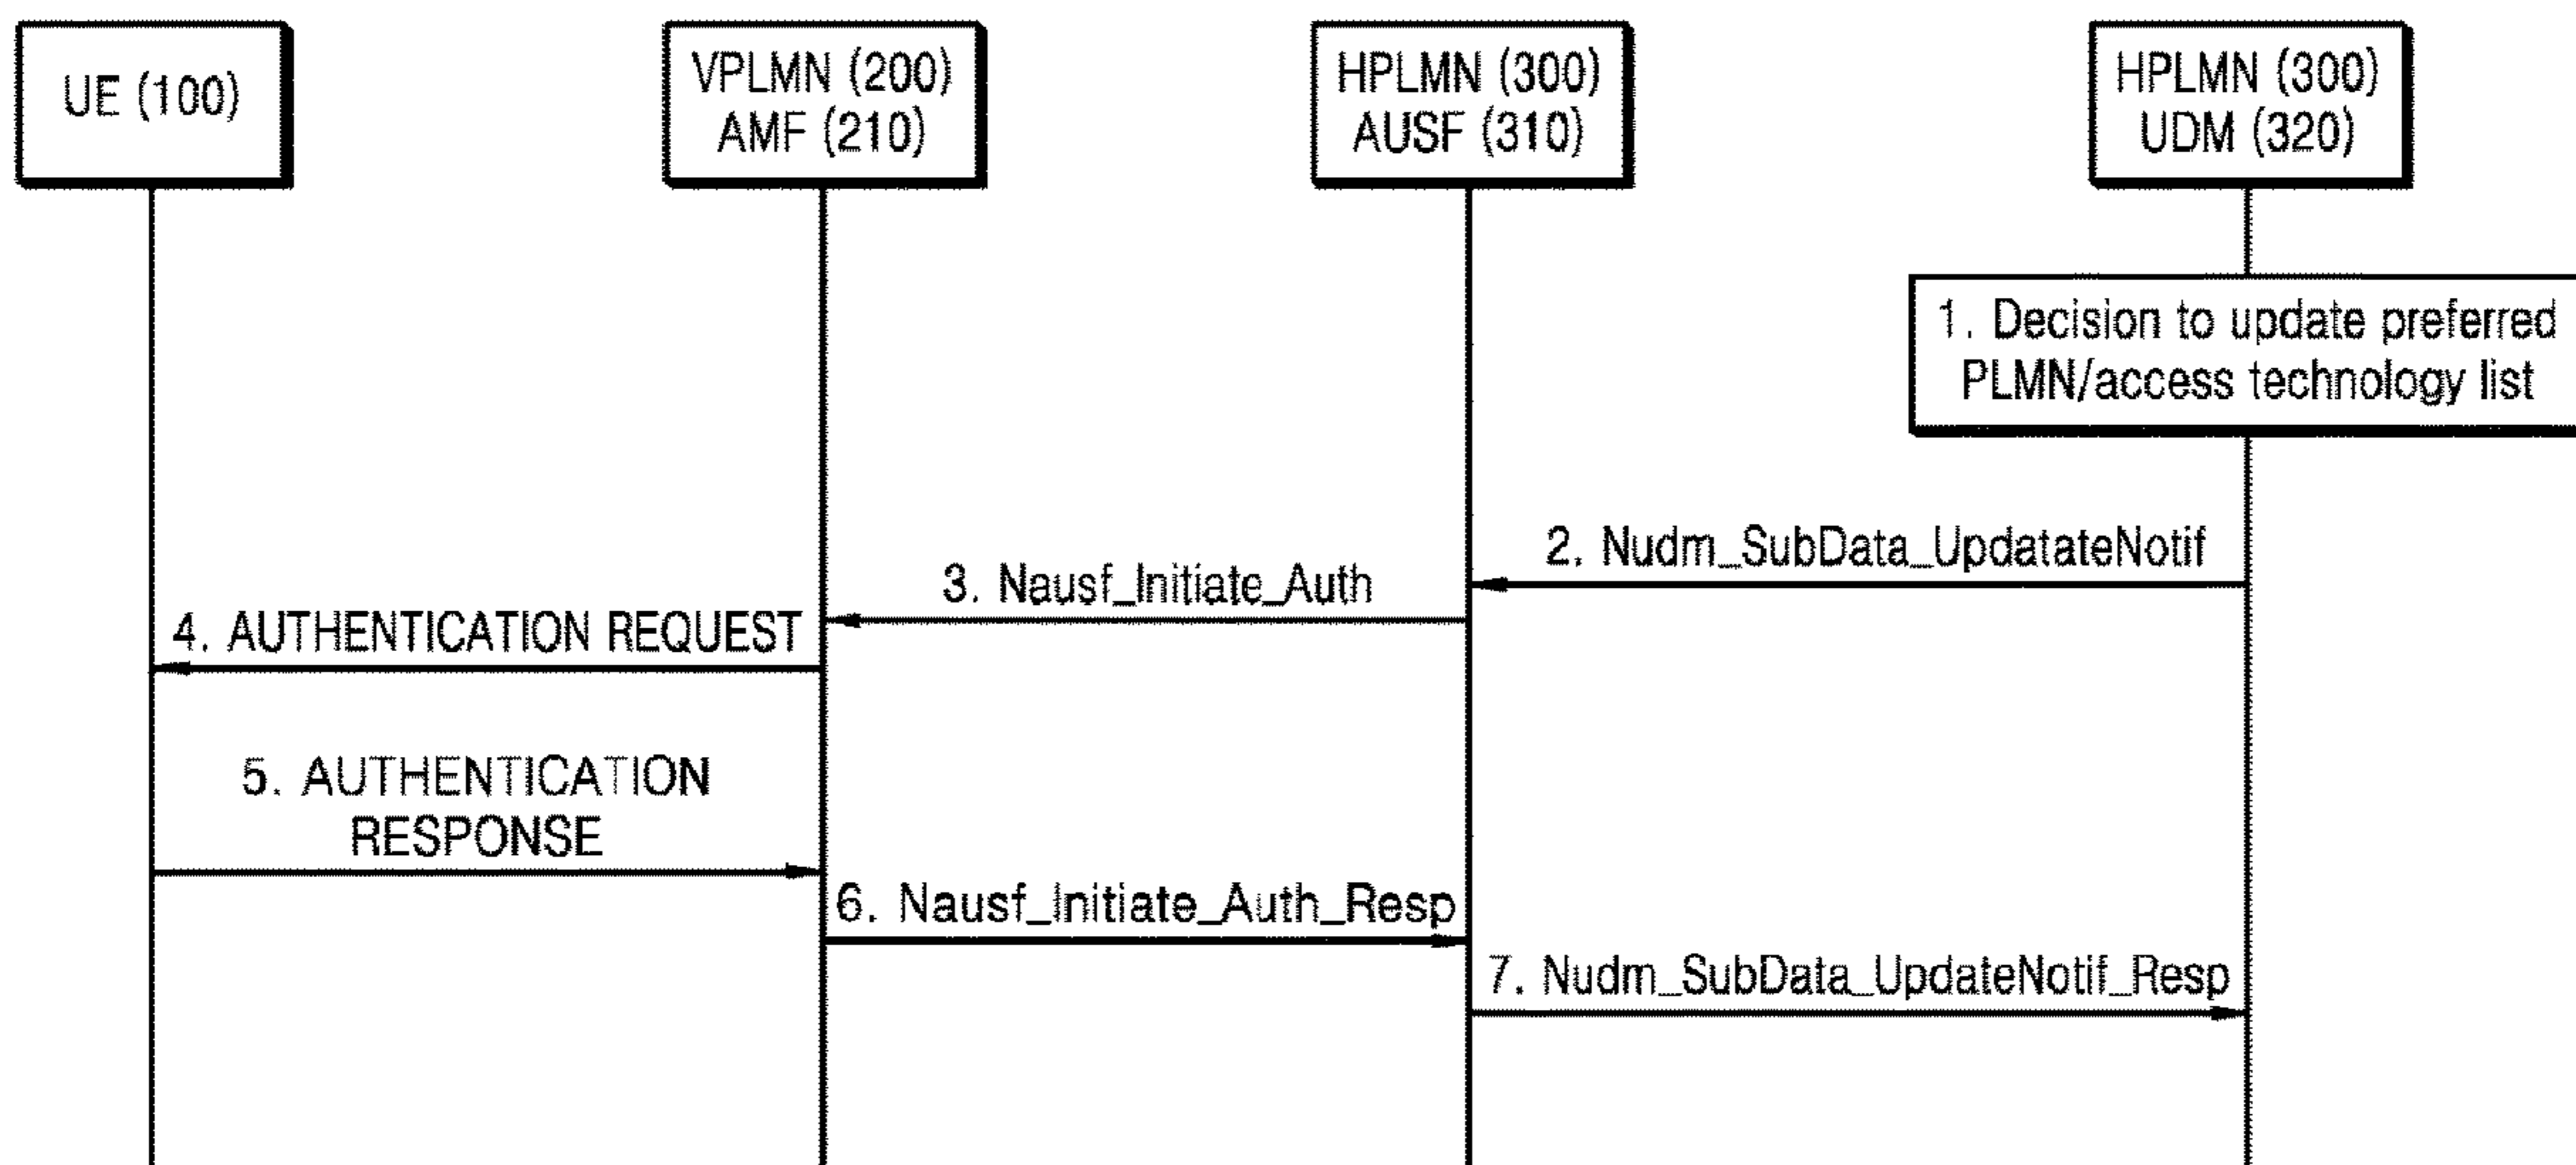 UE (100)
VPLMN (200)
AMF (210)
HPLMN (300)
AUSF (310)
HPLMN (300)
UDM (320)
1. Decision to update preferred
PLMN/access technology list
2. Nudm_SubData_UpdatateNotif
3. Nausf_Initiate_Auth
4. AUTHENTICATION REQUEST
5. AUTHENTICATION
RESPONSE
6. Nausf_Initiate_Auth_Resp
7. Nudm_SubData_UpdateNotif_Resp